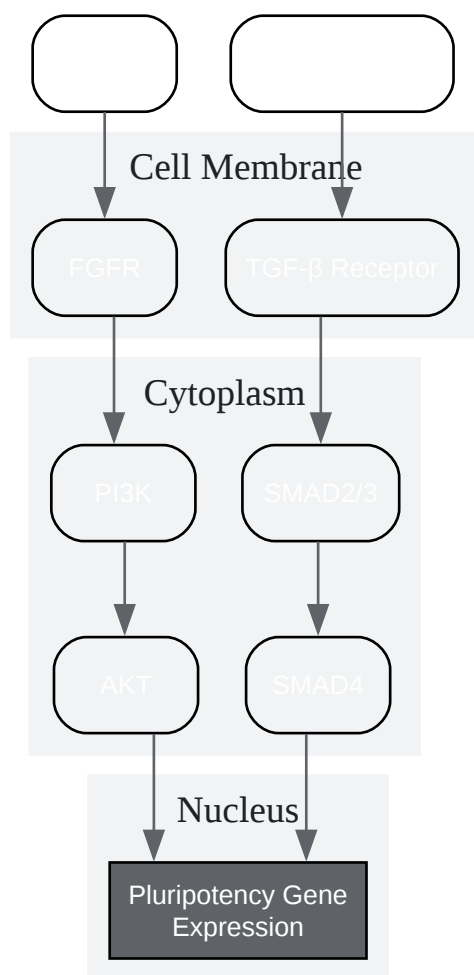 Cell Membrane
FGFR
TGF-β Receptor
Cytoplasm
PI3K
SMAD2/3
AKT
SMAD4
Nucleus
Pluripotency Gene
Expression